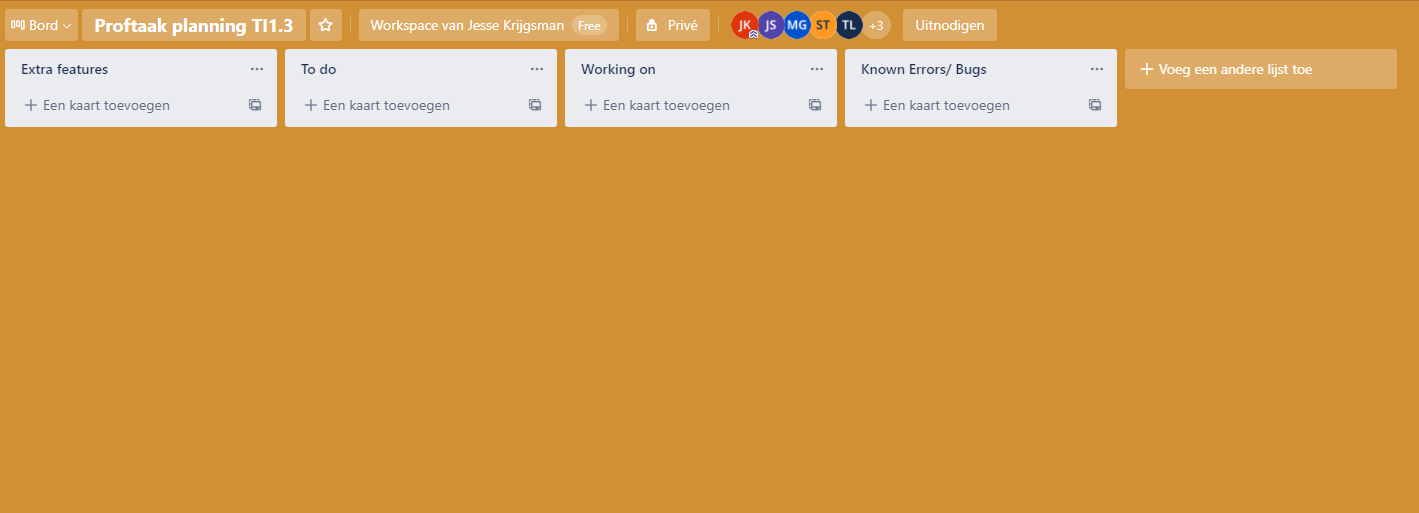 Bord
Proftaak planning TI1.3
Workspace van Jesse Krijgsman Free
Privé
JK JS MG ST TL +3
Uitnodigen
Extra features
Een kaart toevoegen
To do
Een kaart toevoegen
Working on
Een kaart toevoegen
Known Errors/ Bugs
Een kaart toevoegen
Voeg een andere lijst toe